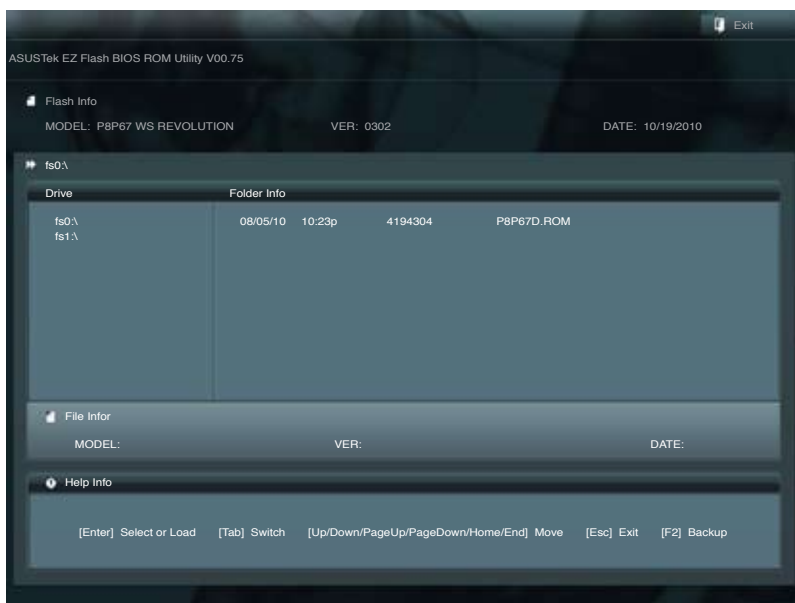 Exit
ASUSTek EZ Flash BIOS ROM Utility V00.75
Flash Info
MODEL: P8P67 WS REVOLUTION VER: 0302 DATE: 10/19/2010
fs0:\
Drive Folder Info
fs0:\ 08/05/10 10:23p 4194304 P8P67D.ROM
fs1:\
File Infor
MODEL: VER: DATE:
Help Info
[Enter] Select or Load [Tab] Switch [Up/Down/PageUp/PageDown/Home/End] Move [Esc] Exit [F2] Backup